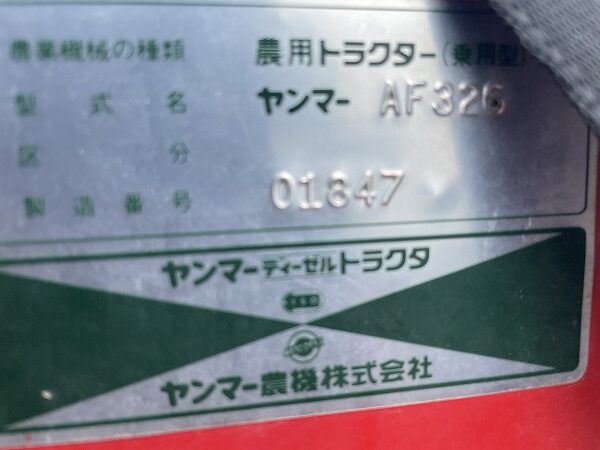 農業機械の種類 農用トラクター(乗用型)
型式名 ヤンマー AF326
区分
製造番号 01847
ヤンマーディーゼルトラクタ
ヤンマー農機株式会社